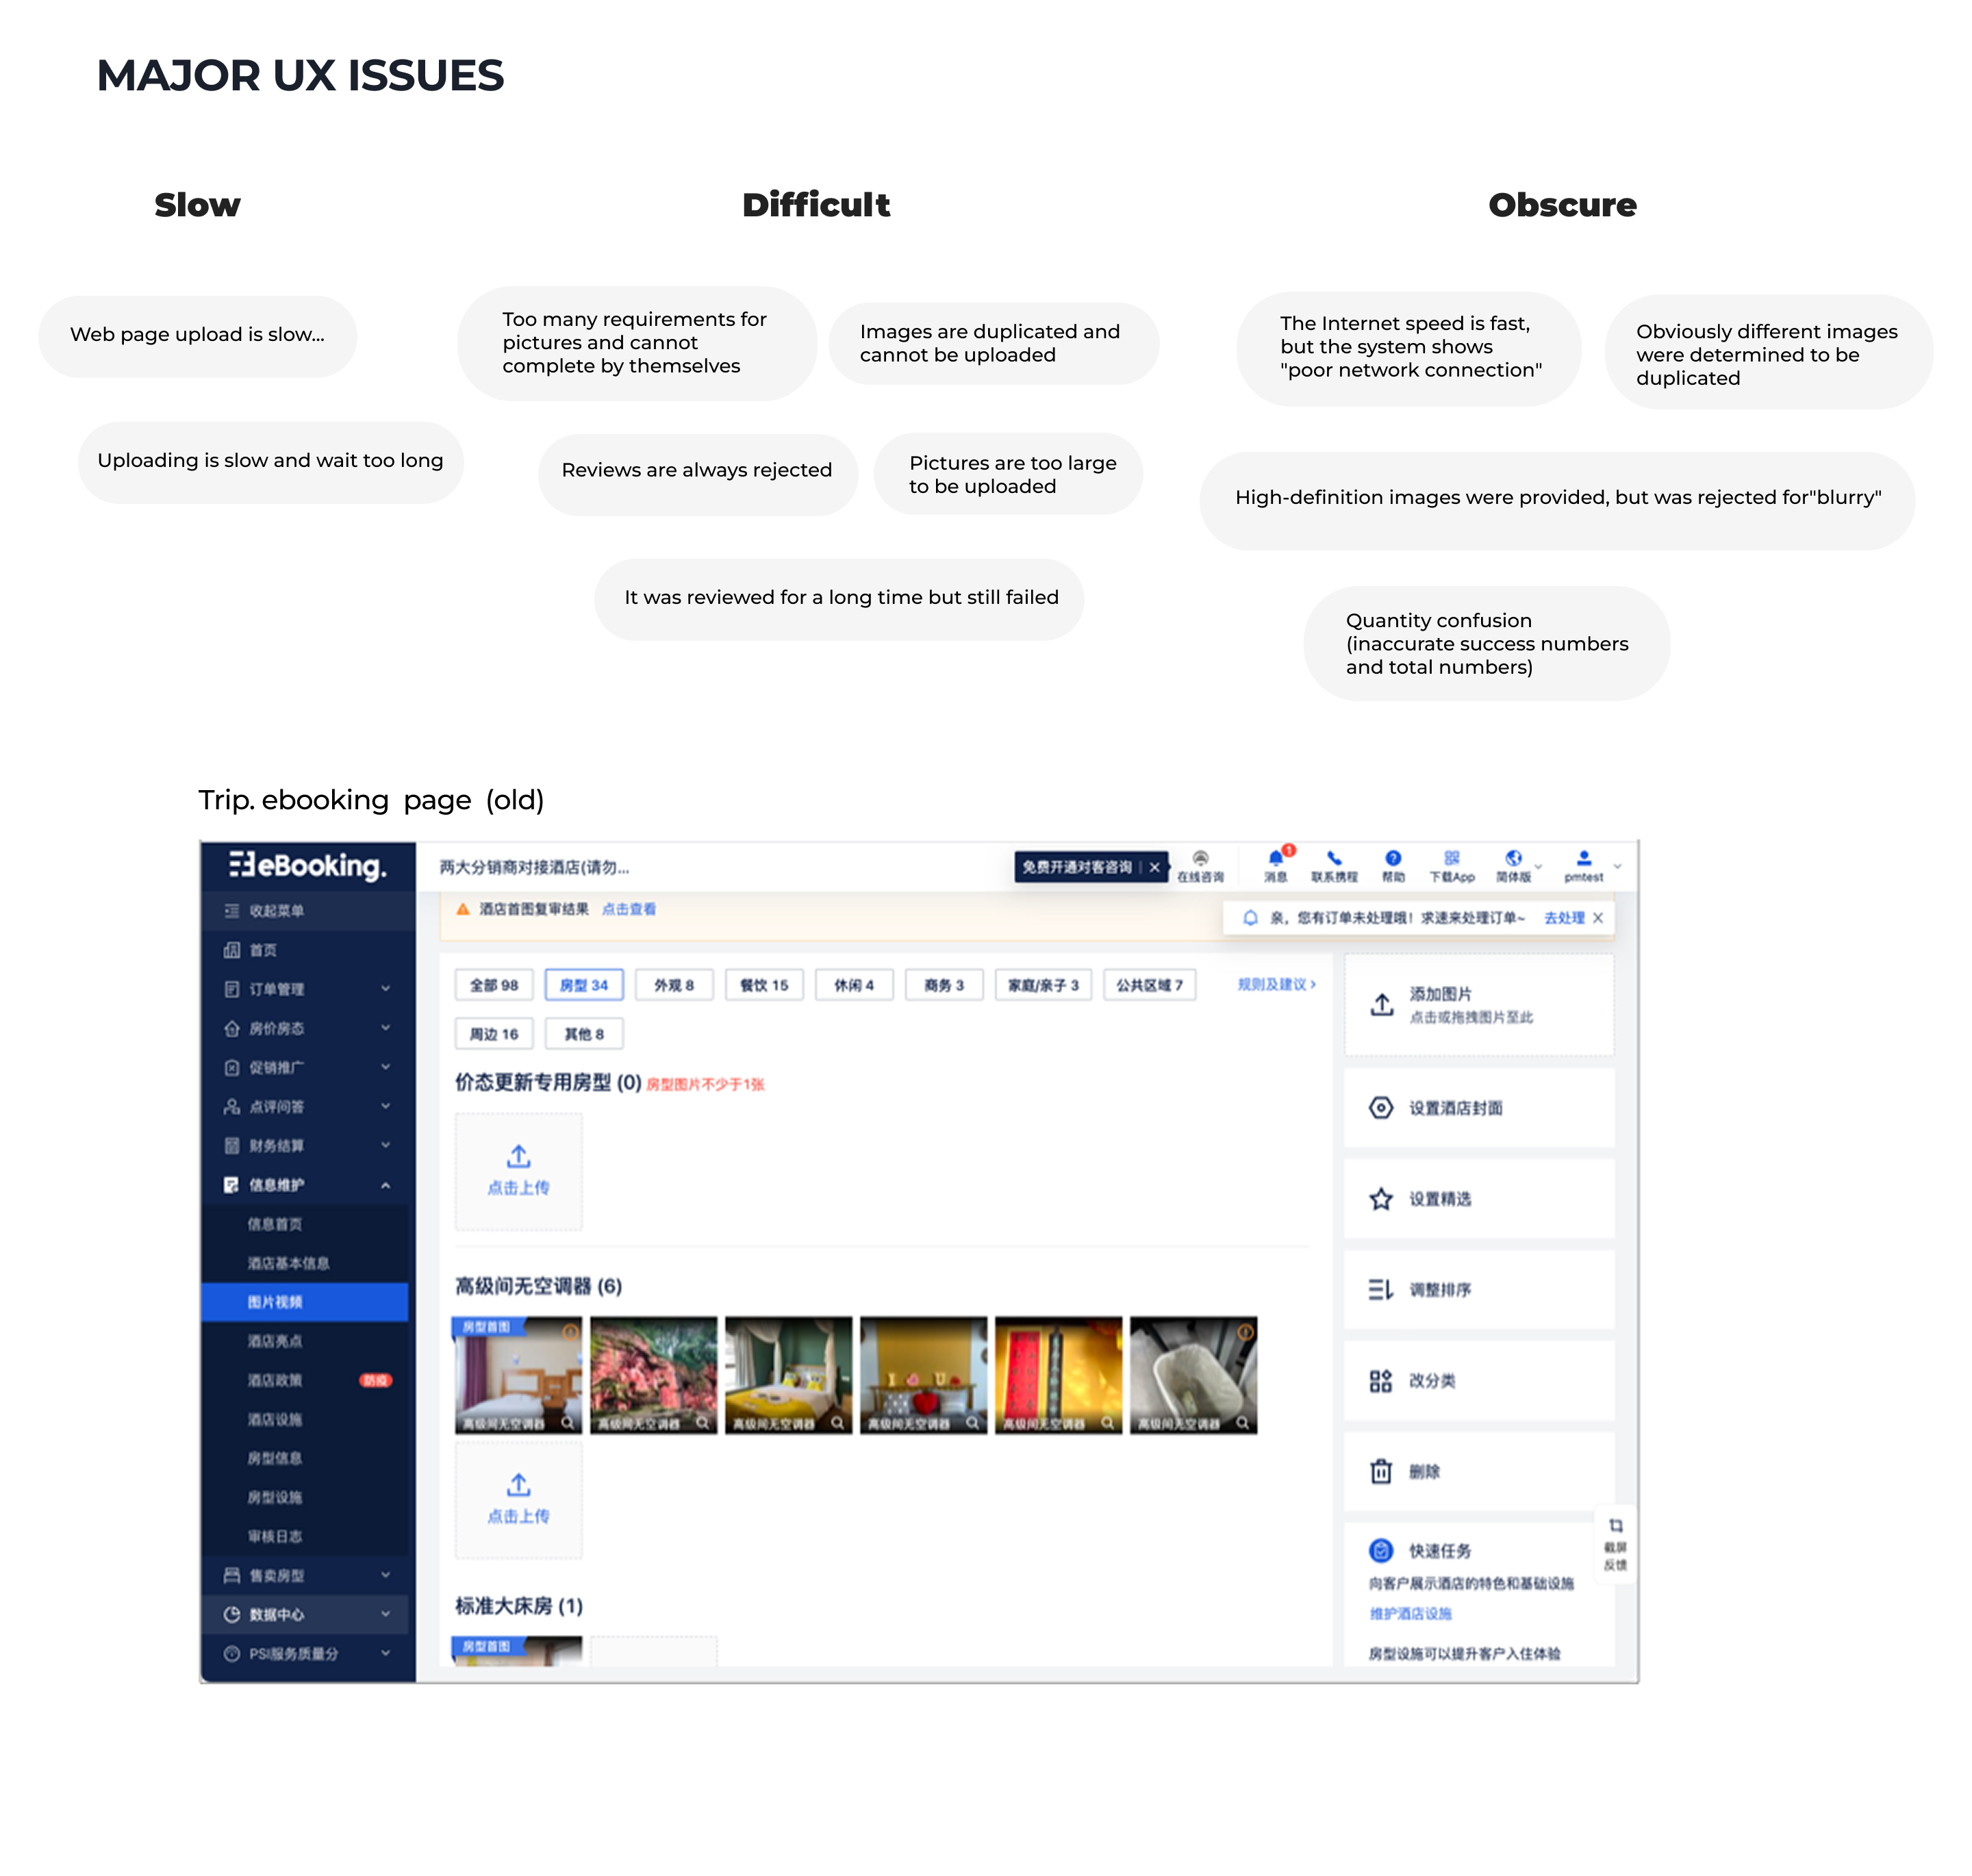 MAJOR UX ISSUES
Slow
Difficult
Obscure
Web page upload is slow...
Uploading is slow and wait too long
Too many requirements for
pictures and cannot
complete by themselves
Images are duplicated and
cannot be uploaded
Reviews are always rejected
Pictures are too large
to be uploaded
It was reviewed for a long time but still failed
The Internet speed is fast,
but the system shows
"poor network connection"
Obviously different images
were determined to be
duplicated
High-definition images were provided, but was rejected for"blurry"
Quantity confusion
(inaccurate success numbers
and total numbers)
Trip. ebooking page (old)
eBooking.
收起菜单
首页
订单管理
房价房态
促销推广
点评问答
财务结算
信息维护
信息首页
酒店基本信息
图片视频
酒店亮点
酒店政策 防疫
酒店设施
房型信息
房型设施
审核日志
售卖房型
数据中心
PSI服务质量分
两大分销商对接酒店(请勿...
免费开通对客咨询
在线咨询
消息 1
联系携程
帮助
下载App
简体版
pmtest
酒店首图复审结果 点击查看
亲，您有订单未处理哦！求速来处理订单~ 去处理
全部 98 房型 34 外观 8 餐饮 15 休闲 4 商务 3 家庭/亲子 3 公共区域 7 规则及建议
周边 16 其他 8
价态更新专用房型 (0) 房型图片不少于1张
点击上传
高级间无空调器 (6)
房型首图
高级间无空调器
高级间无空调器
高级间无空调器
高级间无空调器
高级间无空调器
高级间无空调器
点击上传
标准大床房 (1)
房型首图
添加图片
点击或拖拽图片至此
设置酒店封面
设置精选
调整排序
改分类
删除
快速任务
向客户展示酒店的特色和基础设施
维护酒店设施
房型设施可以提升客户入住体验
截屏
反馈